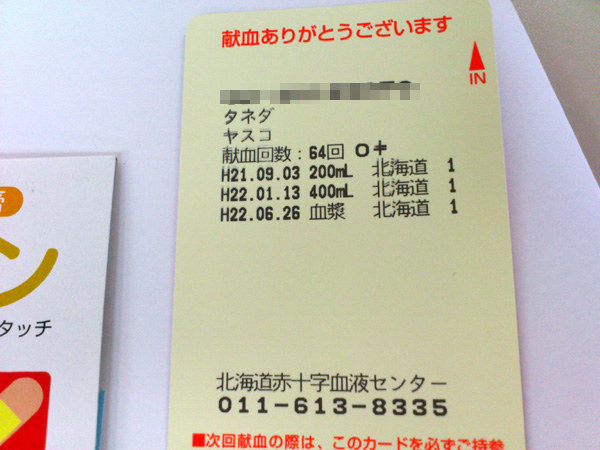 献血ありがとうございます
IN
タネダ
ヤスコ
献血回数：64回 O+
H21.09.03 200mL 北海道 1
H22.01.13 400mL 北海道 1
H22.06.26 血漿 北海道 1
ン
タッチ
北海道赤十字血液センター
011-613-8335
■次回献血の際は、このカードを必ずご持参